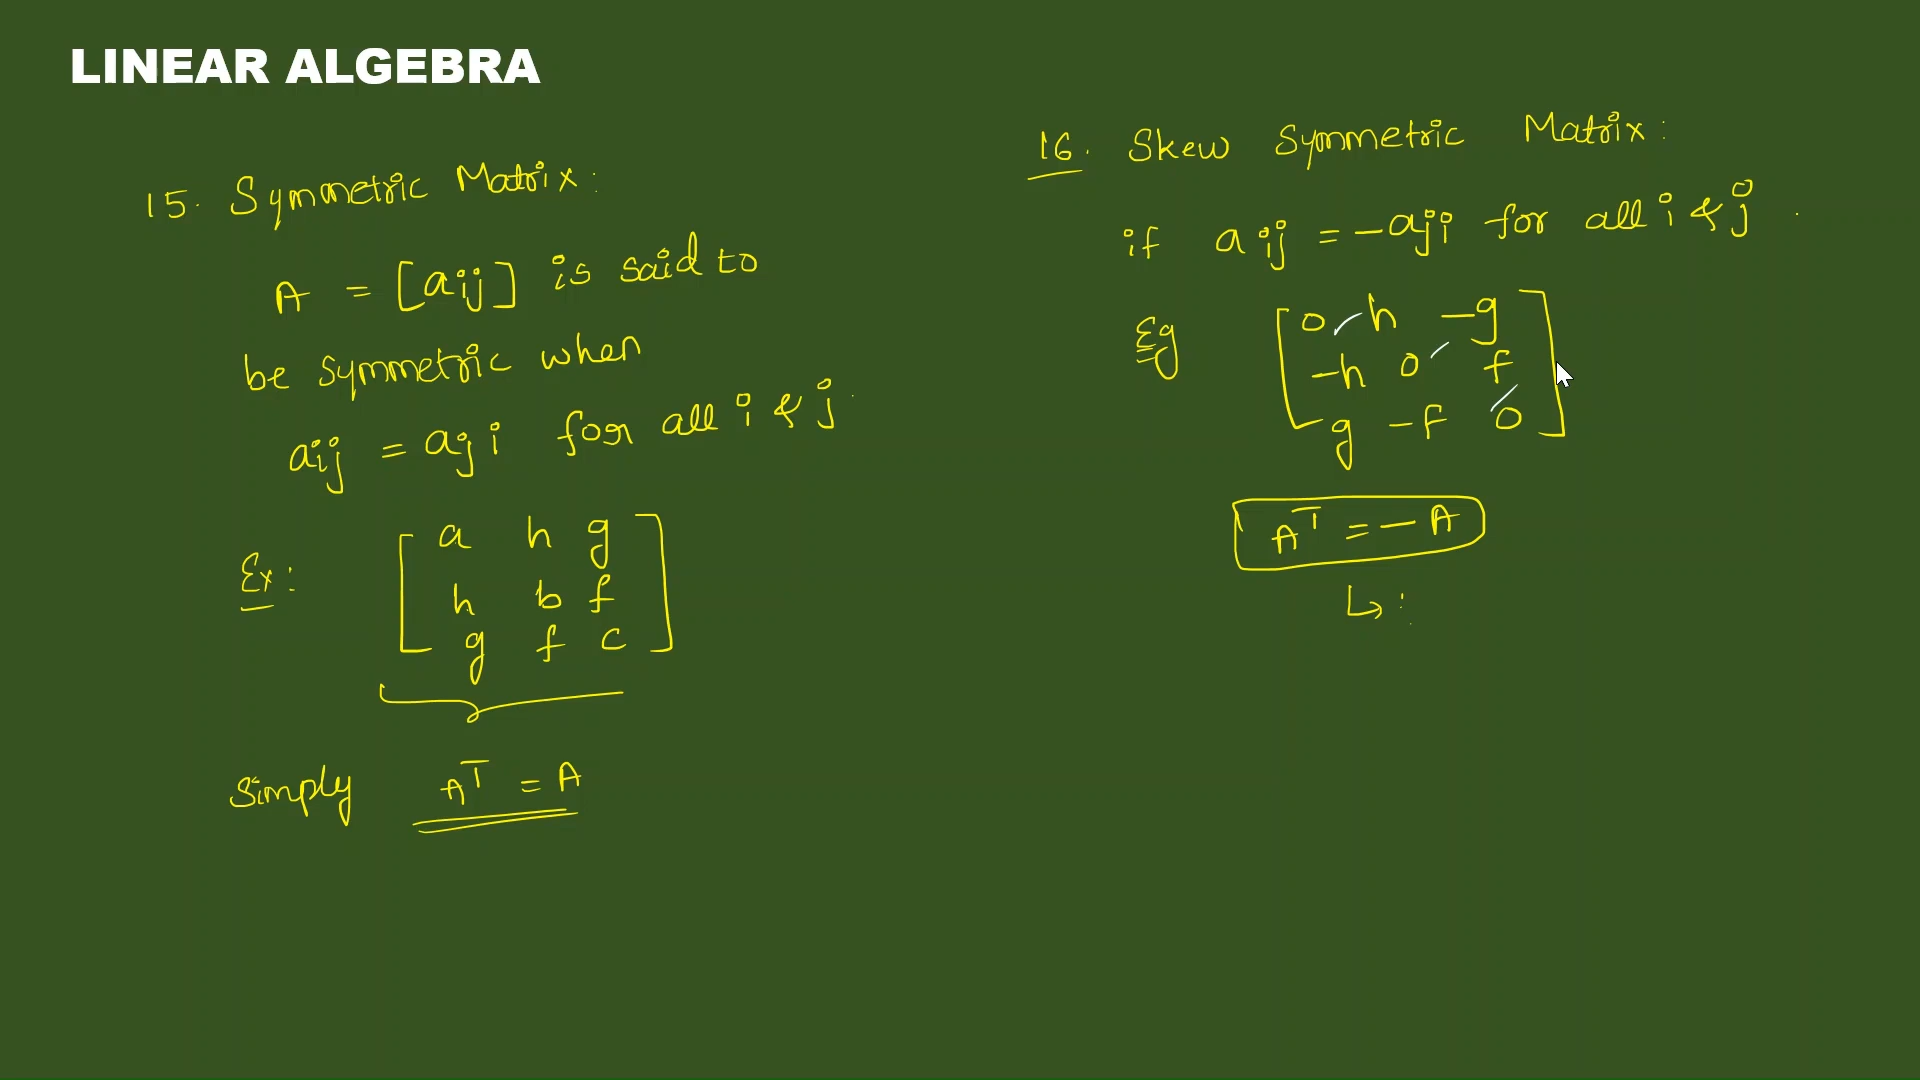 LINEAR ALGEBRA
15. Symmetric Matrix:
A = [aij] is said to
be symmetric when
aij = aji for all i & j
Ex:
a h g
h b f
g f c
Simply A^T = A
16. Skew Symmetric Matrix:
if aij = -aji for all i & j
Eg
0 h -g
-h 0 f
g -f 0
A^T = -A
↳ :